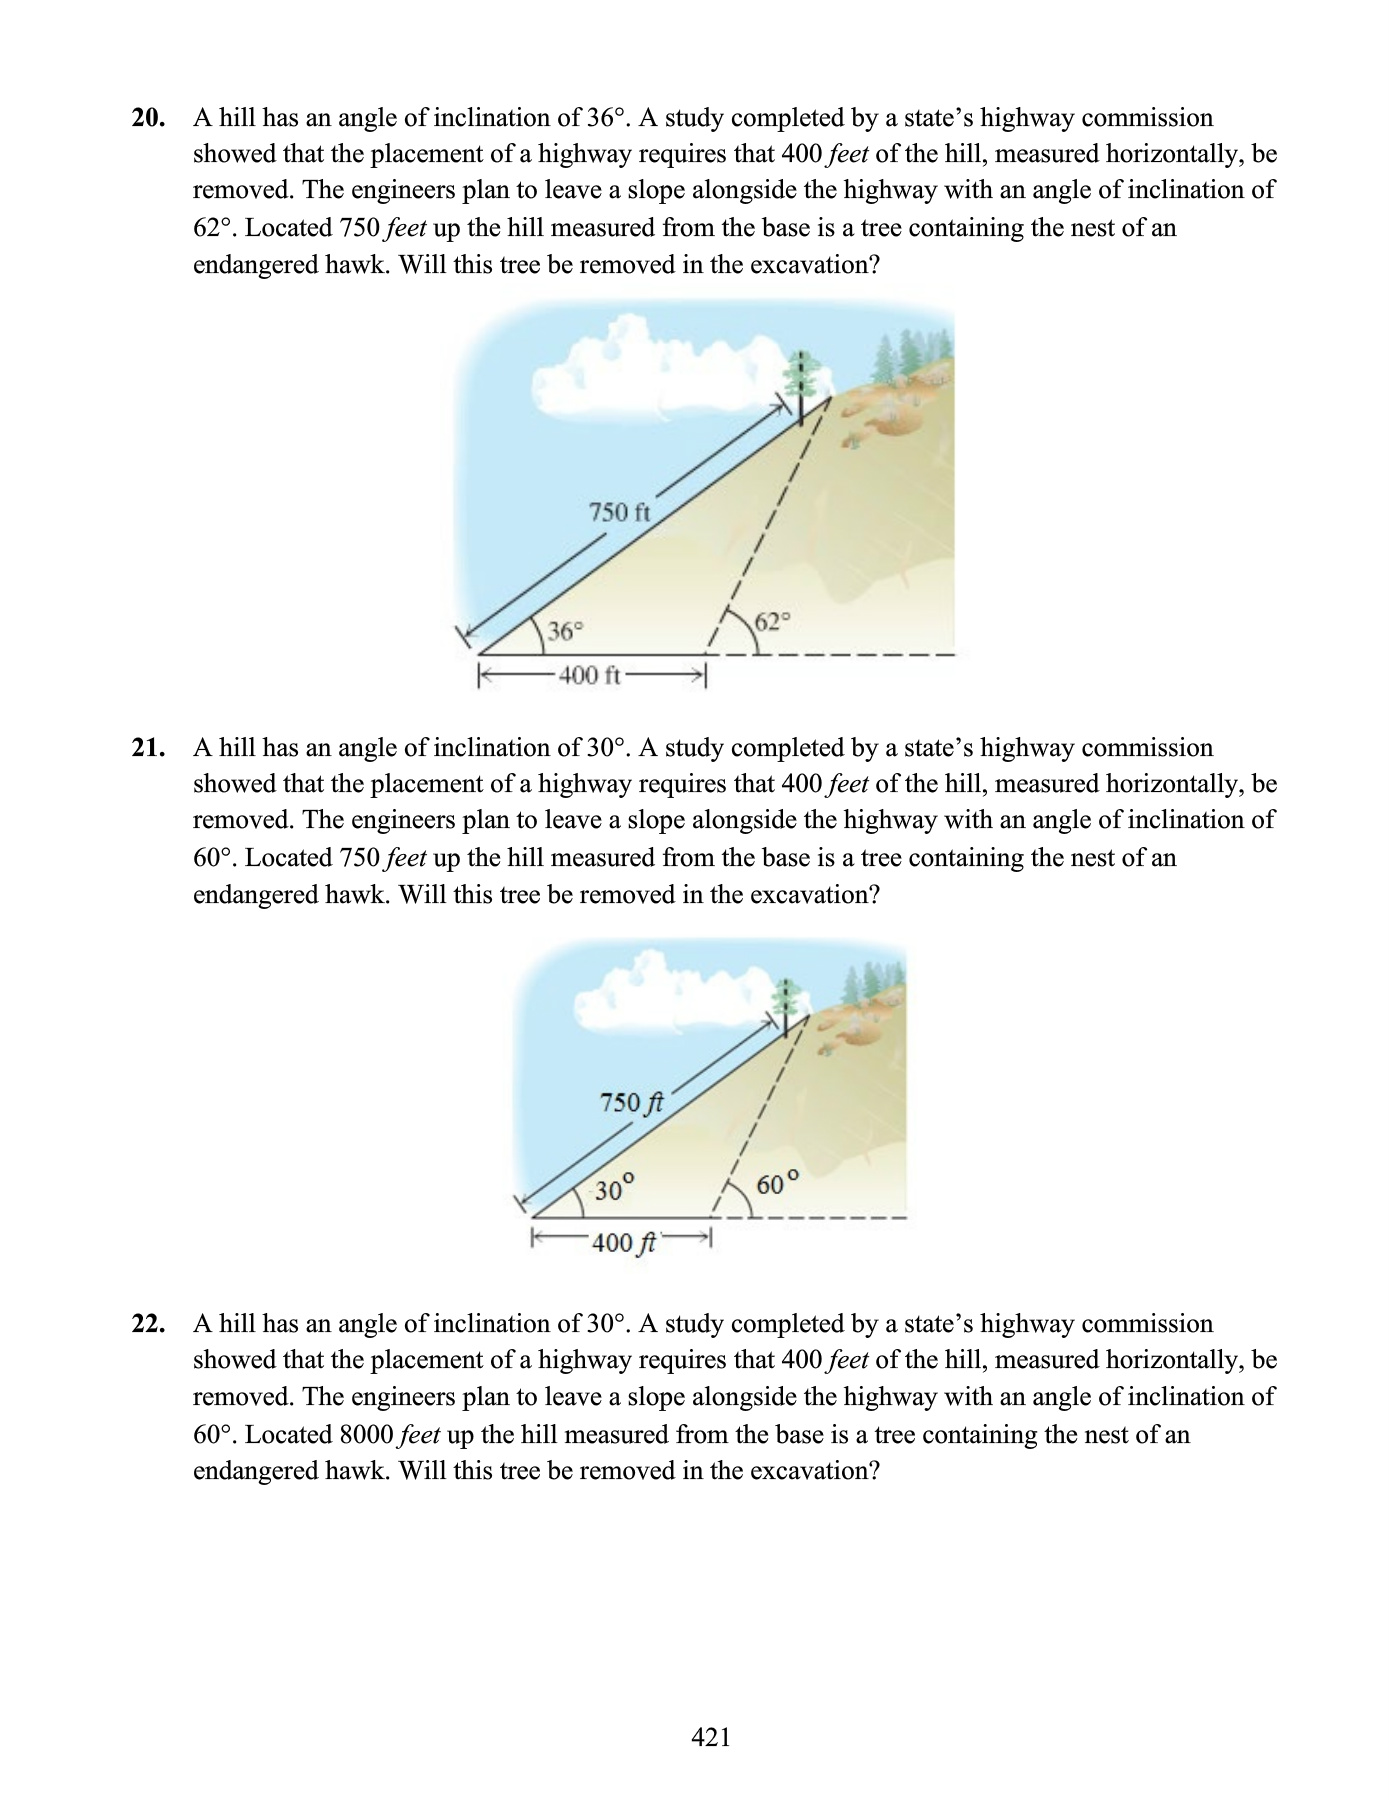 20. A hill has an angle of inclination of 36°. A study completed by a state’s highway commission
showed that the placement of a highway requires that 400 feet of the hill, measured horizontally, be
removed. The engineers plan to leave a slope alongside the highway with an angle of inclination of
62°. Located 750 feet up the hill measured from the base is a tree containing the nest of an
endangered hawk. Will this tree be removed in the excavation?
750 ft
36°
62°
400 ft
21. A hill has an angle of inclination of 30°. A study completed by a state’s highway commission
showed that the placement of a highway requires that 400 feet of the hill, measured horizontally, be
removed. The engineers plan to leave a slope alongside the highway with an angle of inclination of
60°. Located 750 feet up the hill measured from the base is a tree containing the nest of an
endangered hawk. Will this tree be removed in the excavation?
750 ft
30°
60°
400 ft
22. A hill has an angle of inclination of 30°. A study completed by a state’s highway commission
showed that the placement of a highway requires that 400 feet of the hill, measured horizontally, be
removed. The engineers plan to leave a slope alongside the highway with an angle of inclination of
60°. Located 8000 feet up the hill measured from the base is a tree containing the nest of an
endangered hawk. Will this tree be removed in the excavation?
421